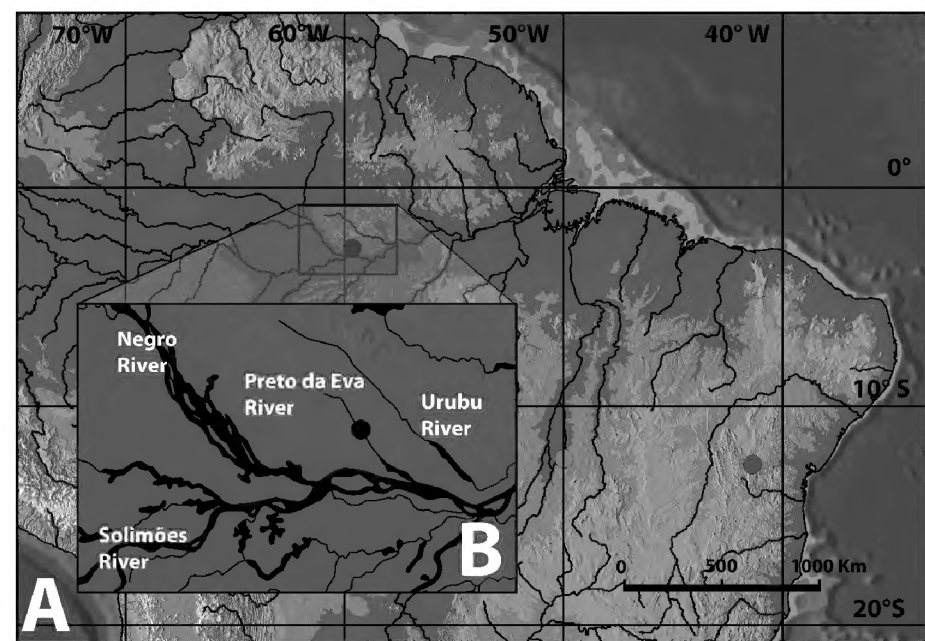 70°W 60°W 50°W 40°W
0°
Negro
River
Preto da Eva
River
Urubu
River
10° S
Solimões
River
B
0 500 1000 Km
A
20°S